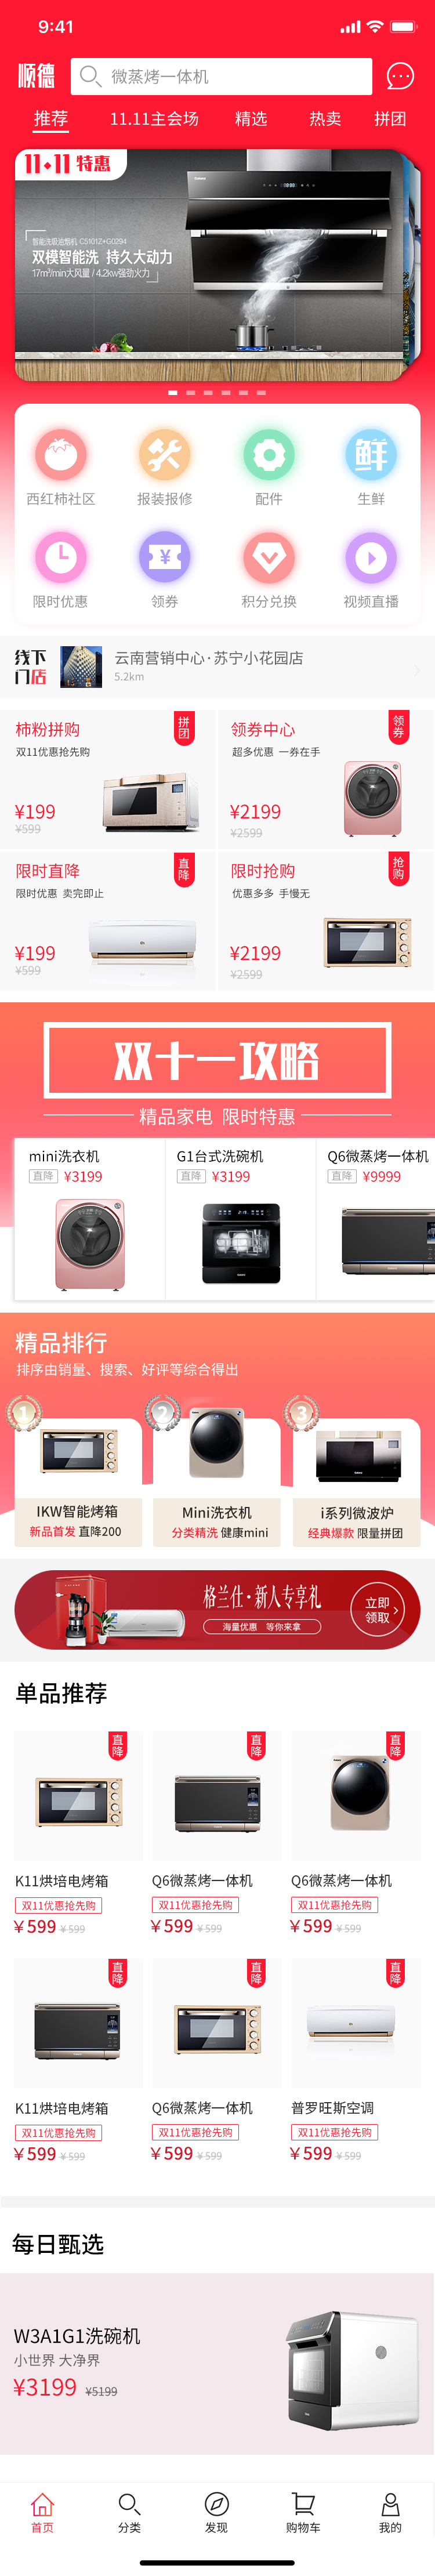 9:41
顺德
微蒸烤一体机
推荐 11.11主会场 精选 热卖 拼团
11·11 特惠
智能洗吸油烟机 C5101Z+G0294
双模智能洗 持久大动力
17m³/min大风量 / 4.2kw强劲火力
西红柿社区 报装报修 配件 生鲜
鲜
限时优惠 领券 积分兑换 视频直播
线下
门店
云南营销中心·苏宁小花园店
5.2km
柿粉拼购
拼团
双11优惠抢先购
¥199
¥599
领券中心
领券
超多优惠 一券在手
¥2199
¥2599
限时直降
直降
限时优惠 卖完即止
¥199
¥599
限时抢购
抢购
优惠多多 手慢无
¥2199
¥2599
双十一攻略
精品家电 限时特惠
mini洗衣机
直降 ¥3199
G1台式洗碗机
直降 ¥3199
Q6微蒸烤一体机
直降 ¥9999
精品排行
排序由销量、搜索、好评等综合得出
1
2
3
IKW智能烤箱
新品首发 直降200
Mini洗衣机
分类精洗 健康mini
i系列微波炉
经典爆款 限量拼团
格兰仕·新人专享礼
海量优惠 等你来拿
立即
领取
单品推荐
直降
K11烘培电烤箱
双11优惠抢先购
¥599 ¥599
直降
Q6微蒸烤一体机
双11优惠抢先购
¥599 ¥599
直降
Q6微蒸烤一体机
双11优惠抢先购
¥599 ¥599
直降
K11烘培电烤箱
双11优惠抢先购
¥599 ¥599
直降
Q6微蒸烤一体机
双11优惠抢先购
¥599 ¥599
直降
普罗旺斯空调
双11优惠抢先购
¥599 ¥599
每日甄选
W3A1G1洗碗机
小世界 大净界
¥3199 ¥5199
首页 分类 发现 购物车 我的